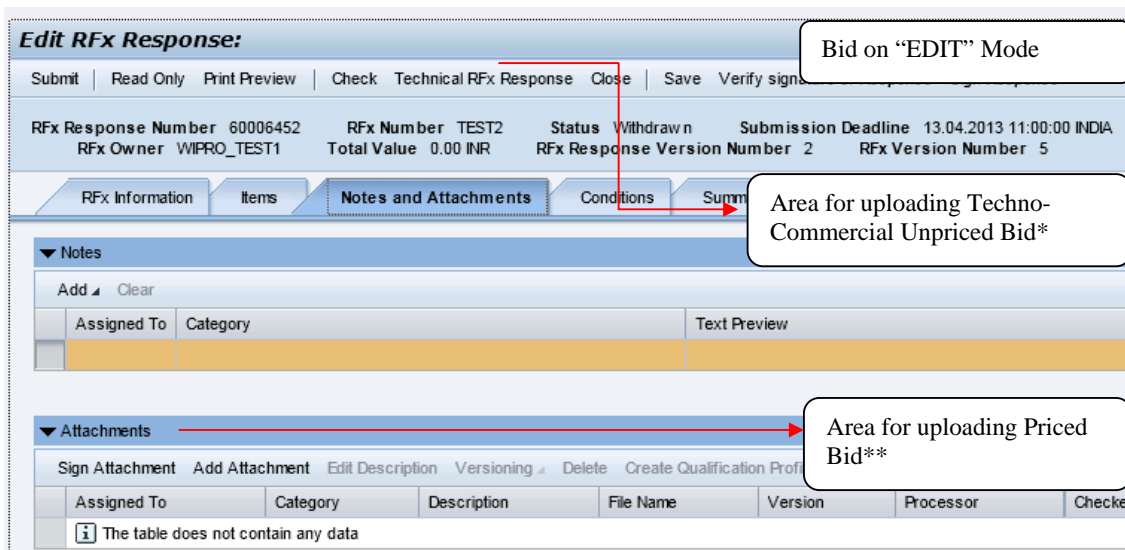 Edit RFx Response:
Bid on “EDIT” Mode
Submit | Read Only Print Preview | Check Technical RFx Response Close | Save Verify
RFx Response Number 60006452 RFx Number TEST2 Status Withdrawn Submission Deadline 13.04.2013 11:00:00 INDIA
RFx Owner WIPRO_TEST1 Total Value 0.00 INR RFx Response Version Number 2 RFx Version Number 5
RFx Information Items Notes and Attachments Conditions Summ
Area for uploading Techno-
Commercial Unpriced Bid*
Notes
Add Clear
Assigned To Category Text Preview
Attachments
Area for uploading Priced
Bid**
Sign Attachment Add Attachment Edit Description Versioning Delete Create Qualification Profi
Assigned To Category Description File Name Version Processor Checke
The table does not contain any data